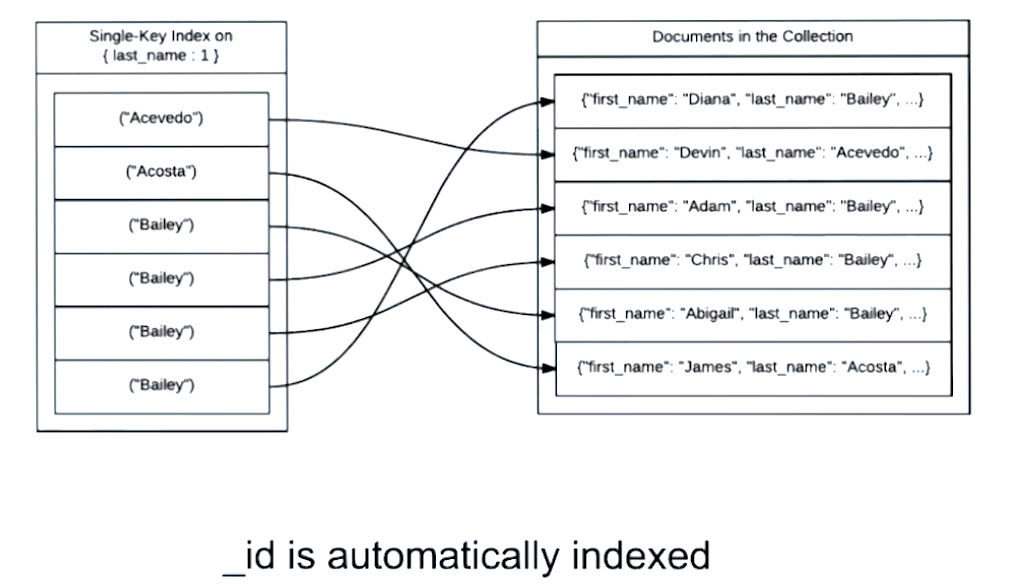 Single-Key Index on
{ last_name : 1 }
("Acevedo")
("Acosta")
("Bailey")
("Bailey")
("Bailey")
("Bailey")
Documents in the Collection
{"first_name": "Diana", "last_name": "Bailey", ...}
{"first_name": "Devin", "last_name": "Acevedo", ...}
{"first_name": "Adam", "last_name": "Bailey", ...}
{"first_name": "Chris", "last_name": "Bailey", ...}
{"first_name": "Abigail", "last_name": "Bailey", ...}
{"first_name": "James", "last_name": "Acosta", ...}
_id is automatically indexed